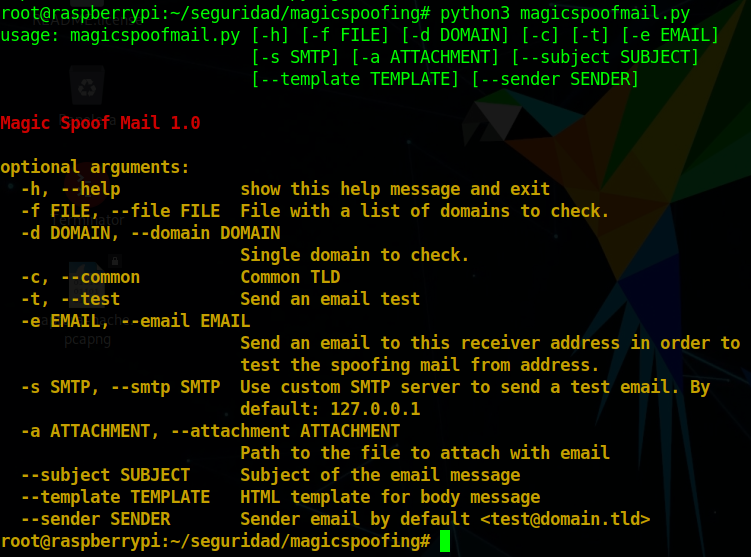 root@raspberrypi:~/seguridad/magicspoofing# python3 magicspoofmail.py
usage: magicspoofmail.py [-h] [-f FILE] [-d DOMAIN] [-c] [-t] [-e EMAIL]
[-s SMTP] [-a ATTACHMENT] [--subject SUBJECT]
[--template TEMPLATE] [--sender SENDER]
Magic Spoof Mail 1.0
optional arguments:
-h, --help show this help message and exit
-f FILE, --file FILE File with a list of domains to check.
-d DOMAIN, --domain DOMAIN
Single domain to check.
-c, --common Common TLD
-t, --test Send an email test
-e EMAIL, --email EMAIL
Send an email to this receiver address in order to
test the spoofing mail from address.
-s SMTP, --smtp SMTP Use custom SMTP server to send a test email. By
default: 127.0.0.1
-a ATTACHMENT, --attachment ATTACHMENT
Path to the file to attach with email
--subject SUBJECT Subject of the email message
--template TEMPLATE HTML template for body message
--sender SENDER Sender email by default <test@domain.tld>
root@raspberrypi:~/seguridad/magicspoofing#
pcapng